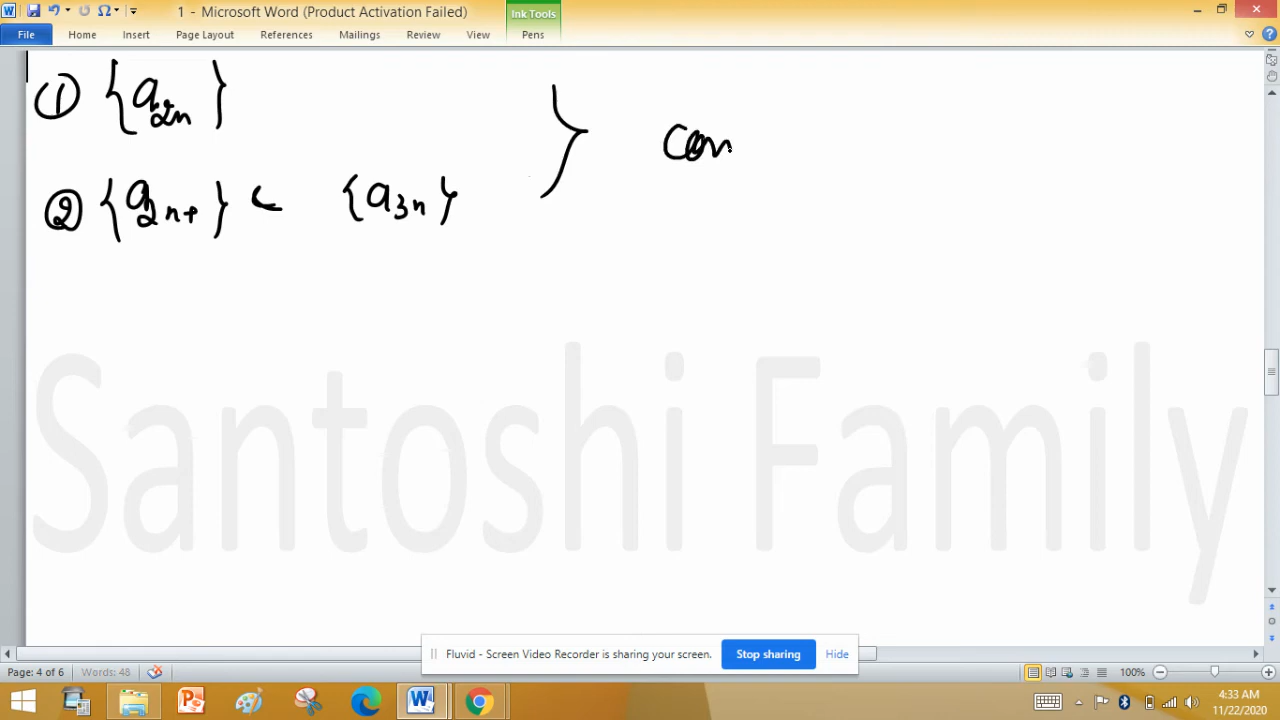 1 - Microsoft Word (Product Activation Failed)
Ink Tools
File Home Insert Page Layout References Mailings Review View Pens
① {a₂ₙ}
con
② {a₂ₙ₊} {a₃ₙ}
Santoshi Family
Fluvid - Screen Video Recorder is sharing your screen. Stop sharing Hide
Page: 4 of 6 Words: 48 100%
4:33 AM
11/22/2020